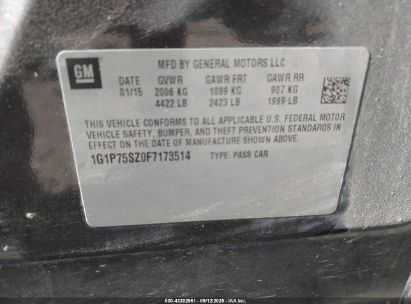 GM
MFD BY GENERAL MOTORS LLC
DATE GVWR GAWR FRT GAWR RR
01/15 2006 KG 1099 KG 907 KG
4422 LB 2423 LB 1999 LB
THIS VEHICLE CONFORMS TO ALL APPLICABLE U.S. FEDERAL MOTOR
VEHICLE SAFETY, BUMPER, AND THEFT PREVENTION STANDARDS
IN EFFECT ON THE DATE OF MANUFACTURE SHOWN ABOVE.
1G1P75SZ0F7173514 TYPE: PASS CAR